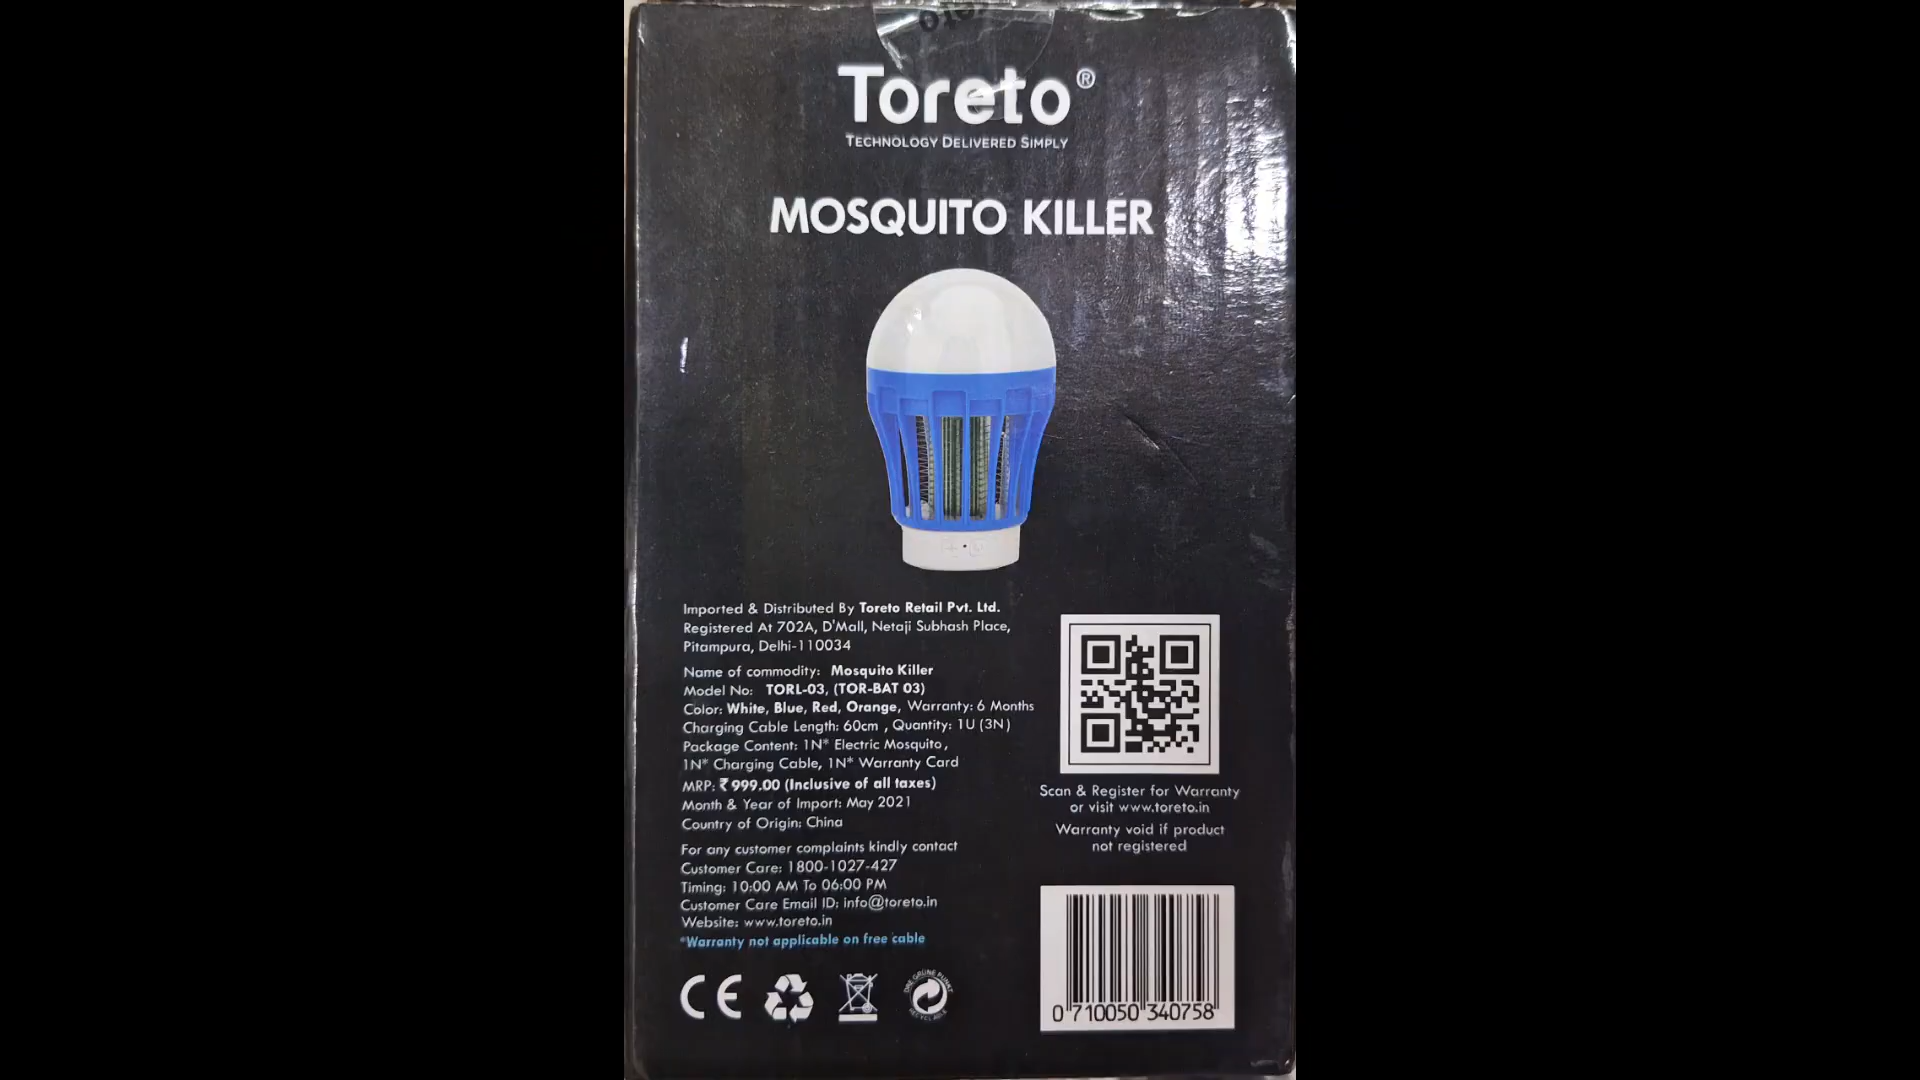 Toreto®
TECHNOLOGY DELIVERED SIMPLY
MOSQUITO KILLER
Imported & Distributed By Toreto Retail Pvt. Ltd.
Registered At 702A, D'Mall, Netaji Subhash Place,
Pitampura, Delhi-110034
Name of commodity: Mosquito Killer
Model No: TORL-03, (TOR-BAT 03)
Color: White, Blue, Red, Orange, Warranty: 6 Months
Charging Cable Length: 60cm , Quantity: 1U (3N)
Package Content: 1N* Electric Mosquito,
1N* Charging Cable, 1N* Warranty Card
MRP: ₹ 999.00 (Inclusive of all taxes)
Month & Year of Import: May 2021
Country of Origin: China
For any customer complaints kindly contact
Customer Care: 1800-1027-427
Timing: 10:00 AM To 06:00 PM
Customer Care Email ID: info@toreto.in
Website: www.toreto.in
*Warranty not applicable on free cable
CE
Scan & Register for Warranty
or visit www.toreto.in
Warranty void if product
not registered
0 710050 340758